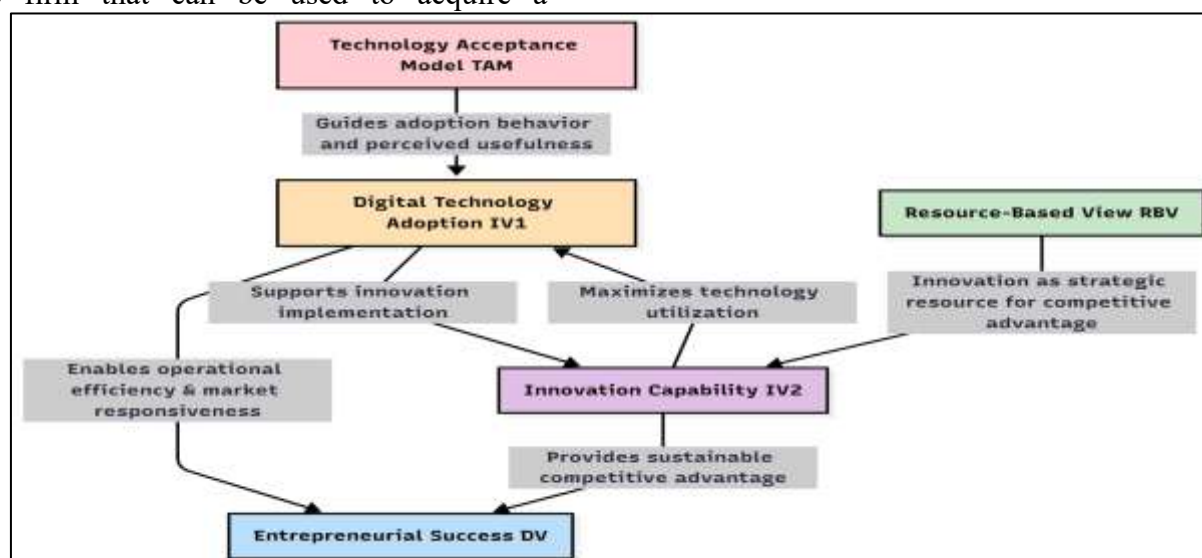 firm that can be used to acquire a
Technology Acceptance
Model TAM
Guides adoption behavior
and perceived usefulness
Digital Technology
Adoption IV1
Resource-Based View RBV
Supports innovation
implementation
Maximizes technology
utilization
Innovation as strategic
resource for competitive
advantage
Enables operational
efficiency & market
responsiveness
Innovation Capability IV2
Provides sustainable
competitive advantage
Entrepreneurial Success DV